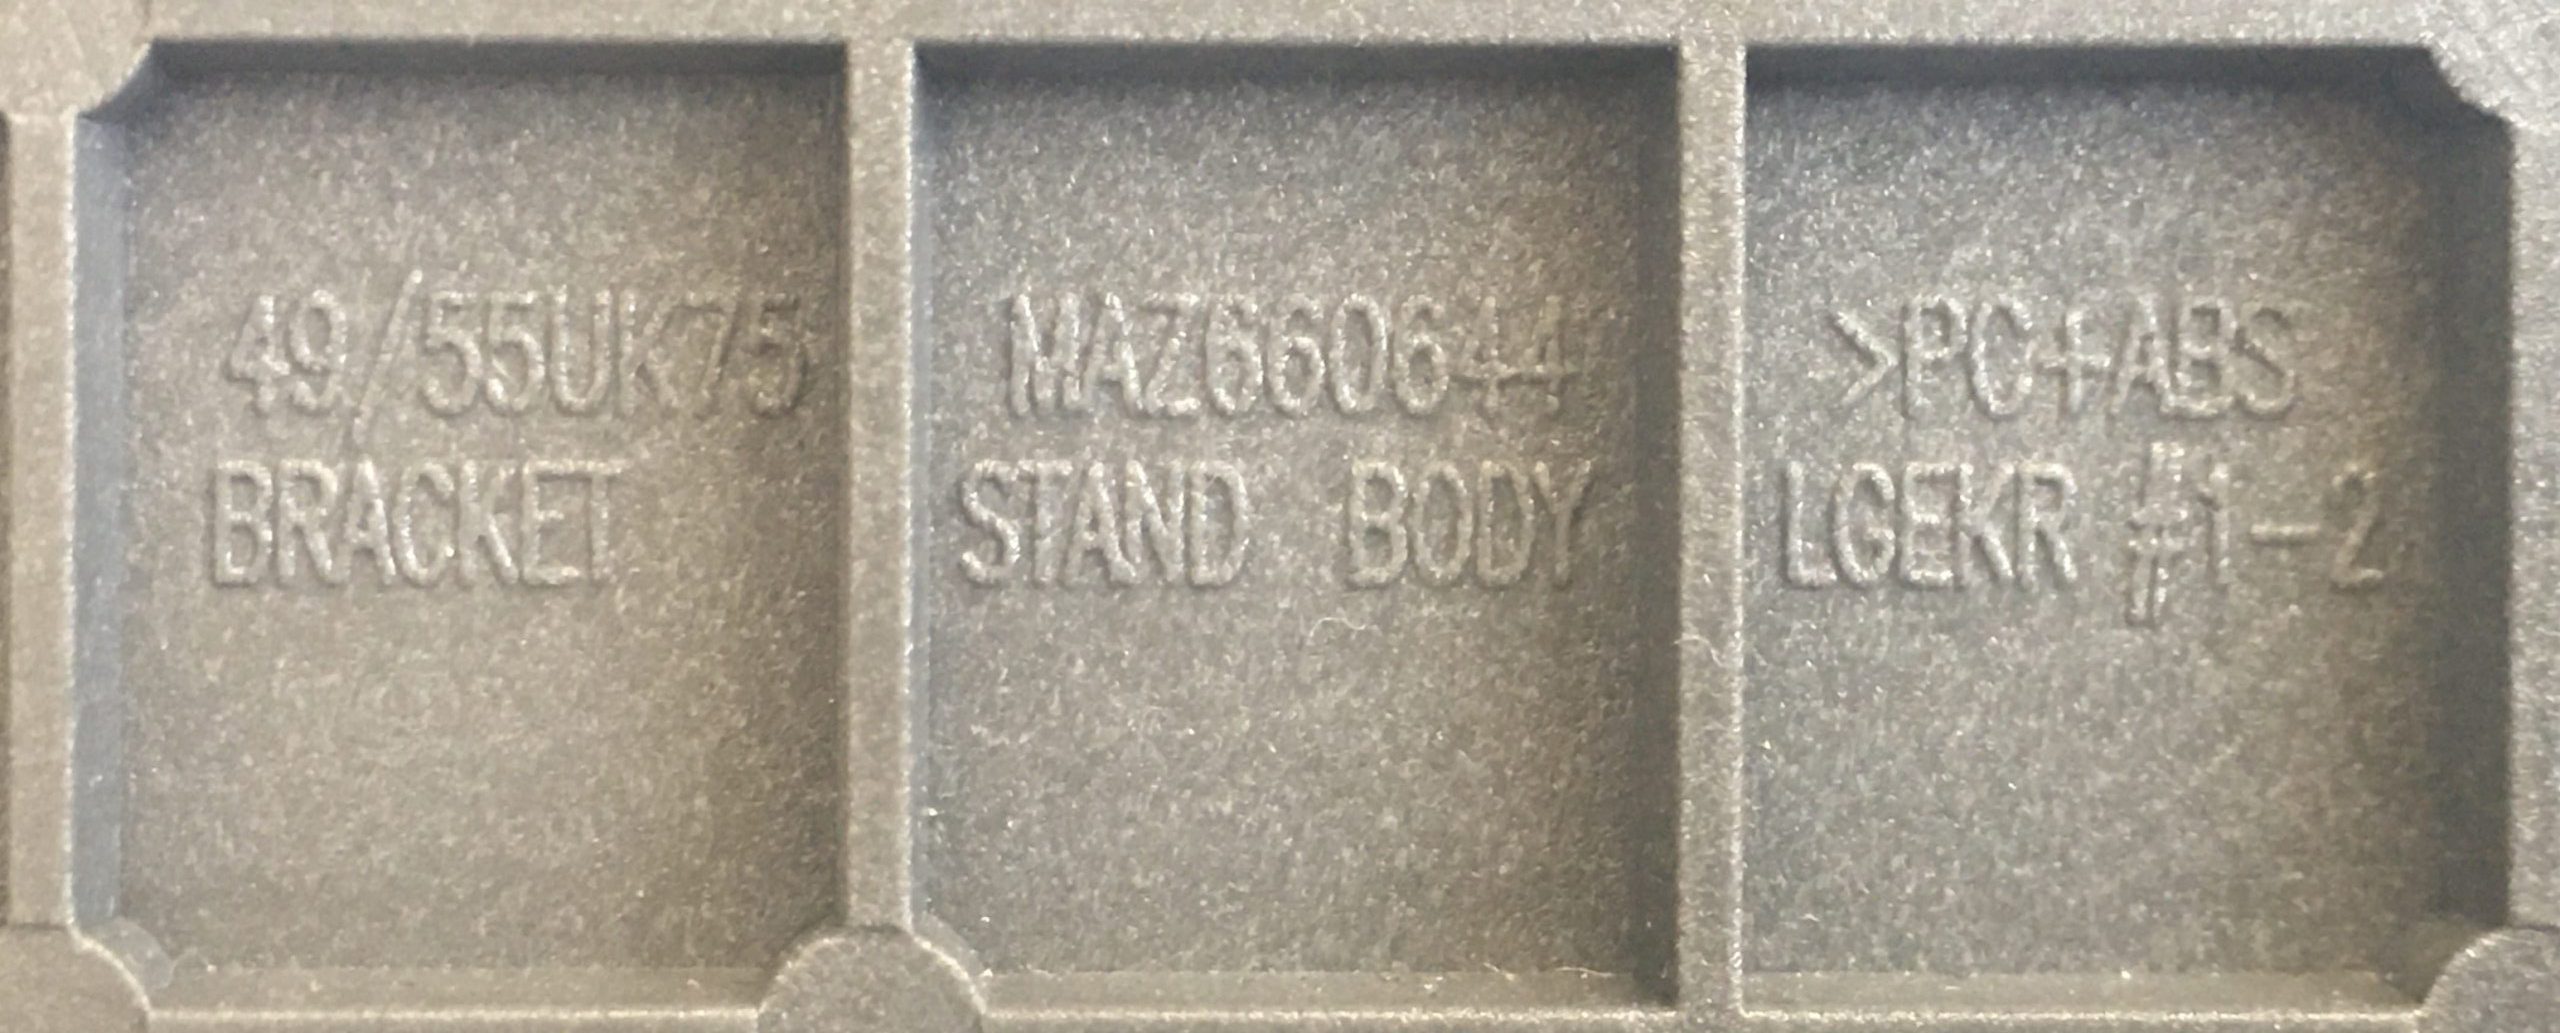 49/55UK75
BRACKET
MAZ660644
STAND BODY
>PC+ABS
LGEKR #1-2